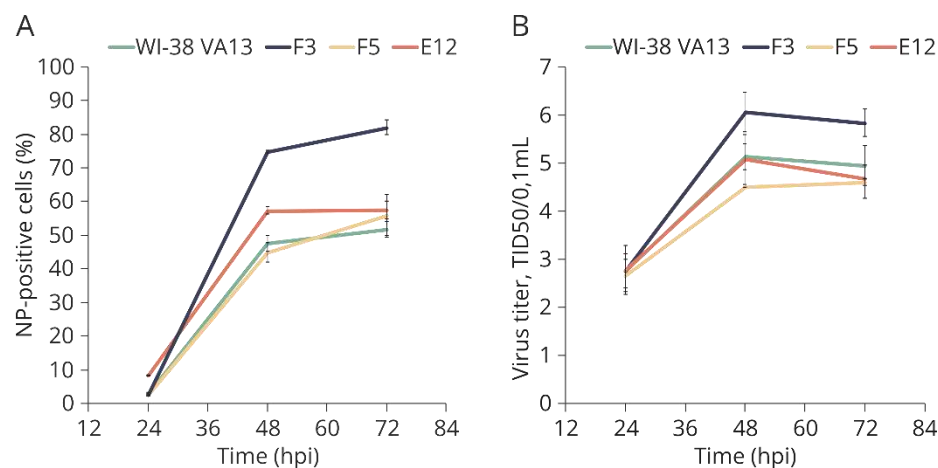 A
WI-38 VA13 F3 F5 E12
100
90
80
70
60
50
40
30
20
10
0
NP-positive cells (%)
12 24 36 48 60 72 84
Time (hpi)
B
WI-38 VA13 F3 F5 E12
7
6
5
4
3
2
1
0
Virus titer, TID50/0,1mL
12 24 36 48 60 72 84
Time (hpi)